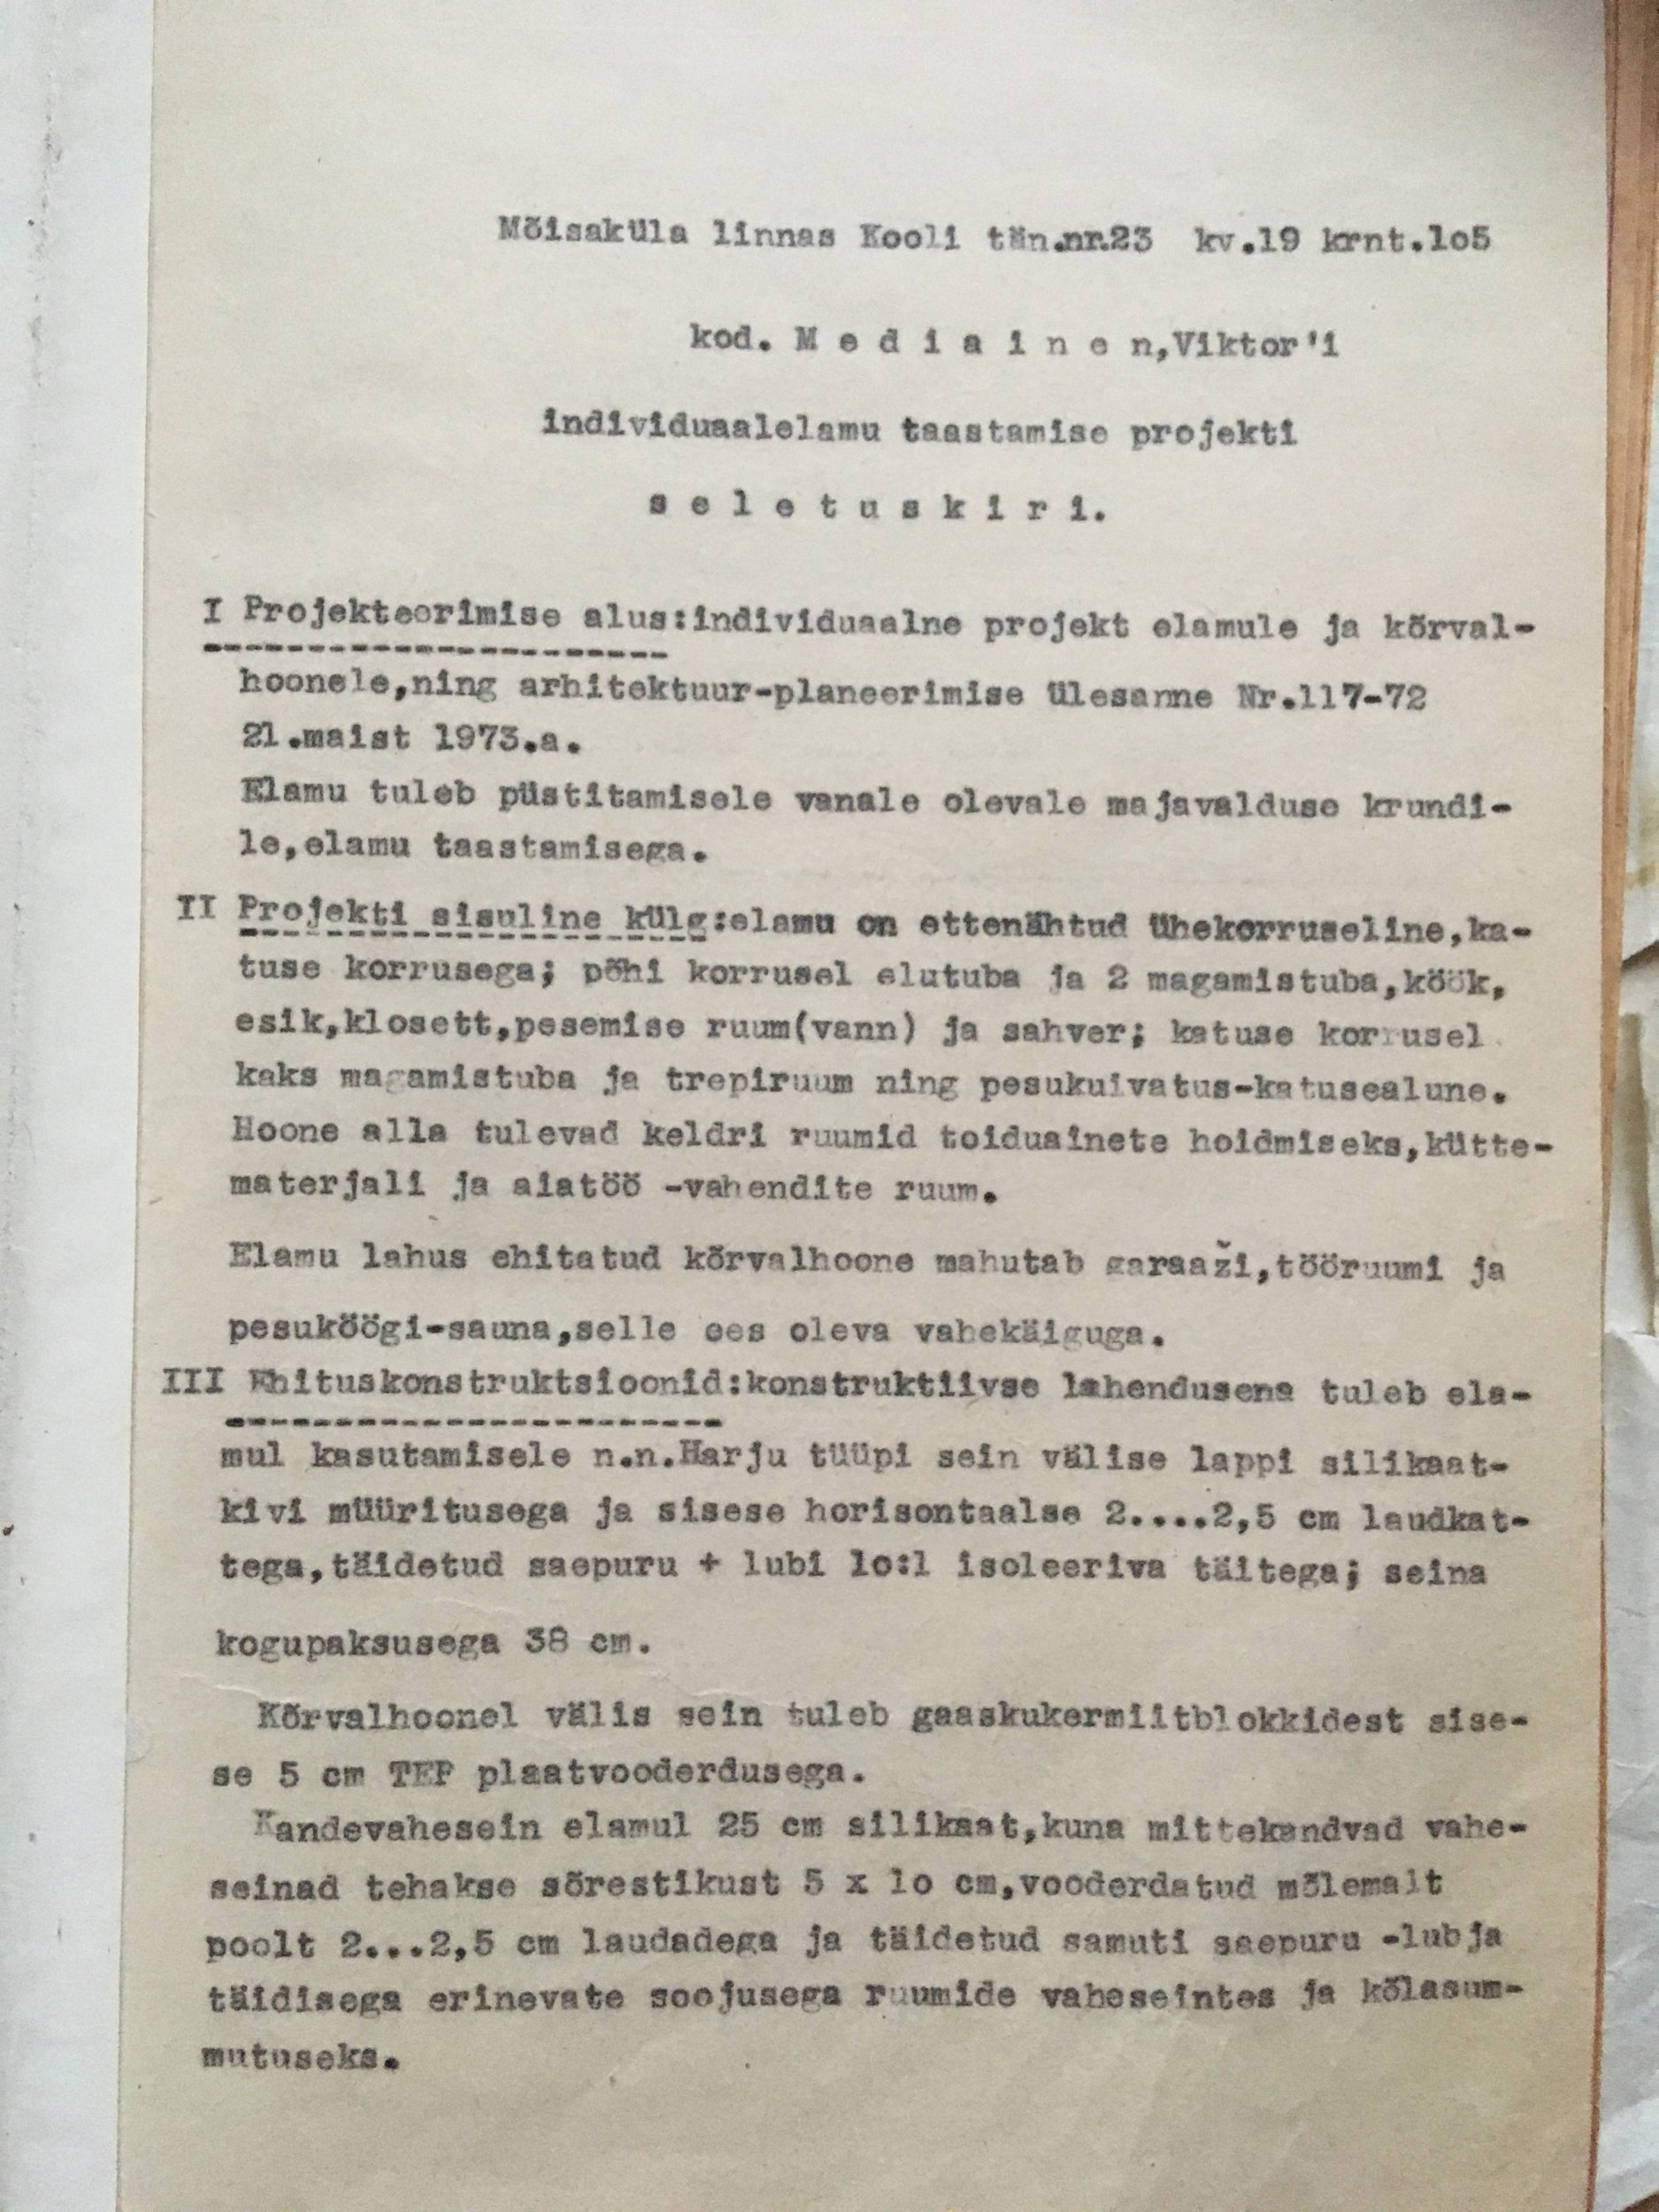 Mõisaküla linnas Kooli tän.nr.23 kv.19 krnt.lo5
kod. M e d i a i n e n,Viktor'i
individuaalelamu taastamise projekti
s e l e t u s k i r i.
I Projekteerimise alus:individuaalne projekt elamule ja kõrval-
hoonele,ning arhitektuur-planeerimise ülesanne Nr.117-72
21.maist 1973.a.
Elamu tuleb püstitamisele vanale olevale majavalduse krundi-
le,elamu taastamisega.
II Projekti sisuline külg:elamu on ettenähtud ühekorruseline,ka-
tuse korrusega; põhi korrusel elutuba ja 2 magamistuba,köök,
esik,klosett,pesemise ruum(vann) ja sahver; katuse korrusel
kaks magamistuba ja trepiruum ning pesukuivatus-katusealune.
Hoone alla tulevad keldri ruumid toiduainete hoidmiseks,kütte-
materjali ja aiatöö -vahendite ruum.
Elamu lahus ehitatud kõrvalhoone mahutab garaaži,tööruumi ja
pesuköögi-sauna,selle ees oleva vahekäiguga.
III Ehituskonstruktsioonid:konstruktiivse lahendusena tuleb ela-
mul kasutamisele n.n.Harju tüüpi sein välise lappi silikaat-
kivi müüritusega ja sisese horisontaalse 2....2,5 cm laudkat-
tega,täidetud saepuru + lubi lo:l isoleeriva täitega; seina
kogupaksusega 38 cm.
Kõrvalhoonel välis sein tuleb gaaskukermiitblokkidest sise-
se 5 cm TEP plaatvooderdusega.
Kandevahesein elamul 25 cm silikaat,kuna mittekandvad vahe-
seinad tehakse sõrestikust 5 x lo cm,vooderdatud mõlemalt
poolt 2...2,5 cm laudadega ja täidetud samuti saepuru -lubja
täidisega erinevate soojusega ruumide vaheseintes ja kõlasum-
mutuseks.